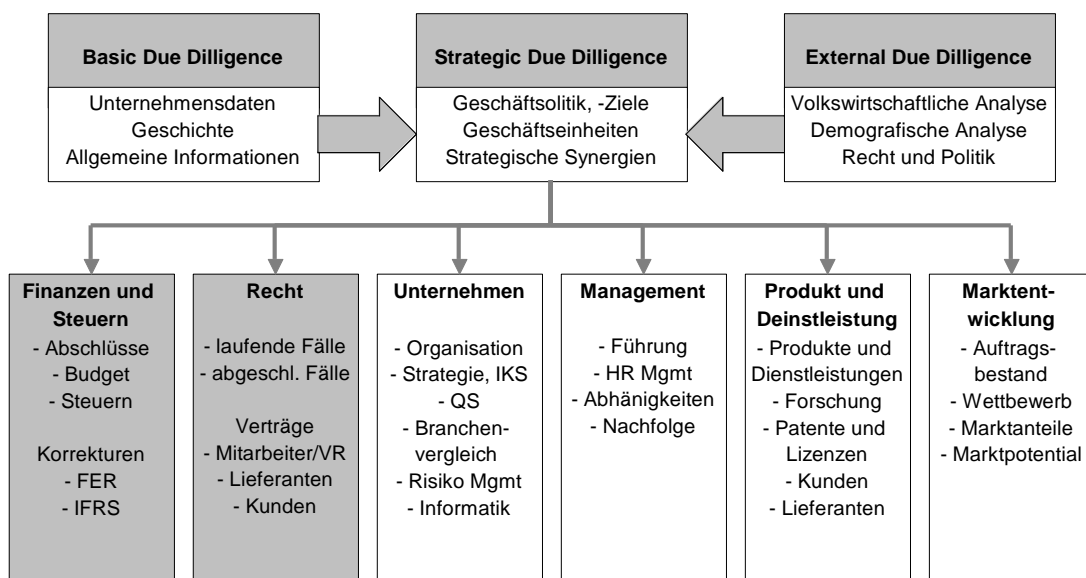 Basic Due Dilligence
Unternehmensdaten
Geschichte
Allgemeine Informationen
Strategic Due Dilligence
Geschäftsolitik, -Ziele
Geschäftseinheiten
Strategische Synergien
External Due Dilligence
Volkswirtschaftliche Analyse
Demografische Analyse
Recht und Politik
Finanzen und
Steuern
- Abschlüsse
- Budget
- Steuern
Korrekturen
- FER
- IFRS
Recht
- laufende Fälle
- abgeschl. Fälle
Verträge
- Mitarbeiter/VR
- Lieferanten
- Kunden
Unternehmen
- Organisation
- Strategie, IKS
- QS
- Branchen-
vergleich
- Risiko Mgmt
- Informatik
Management
- Führung
- HR Mgmt
- Abhänigkeiten
- Nachfolge
Produkt und
Deinstleistung
- Produkte und
Dienstleistungen
- Forschung
- Patente und
Lizenzen
- Kunden
- Lieferanten
Marktent-
wicklung
- Auftrags-
bestand
- Wettbewerb
- Marktanteile
- Marktpotential